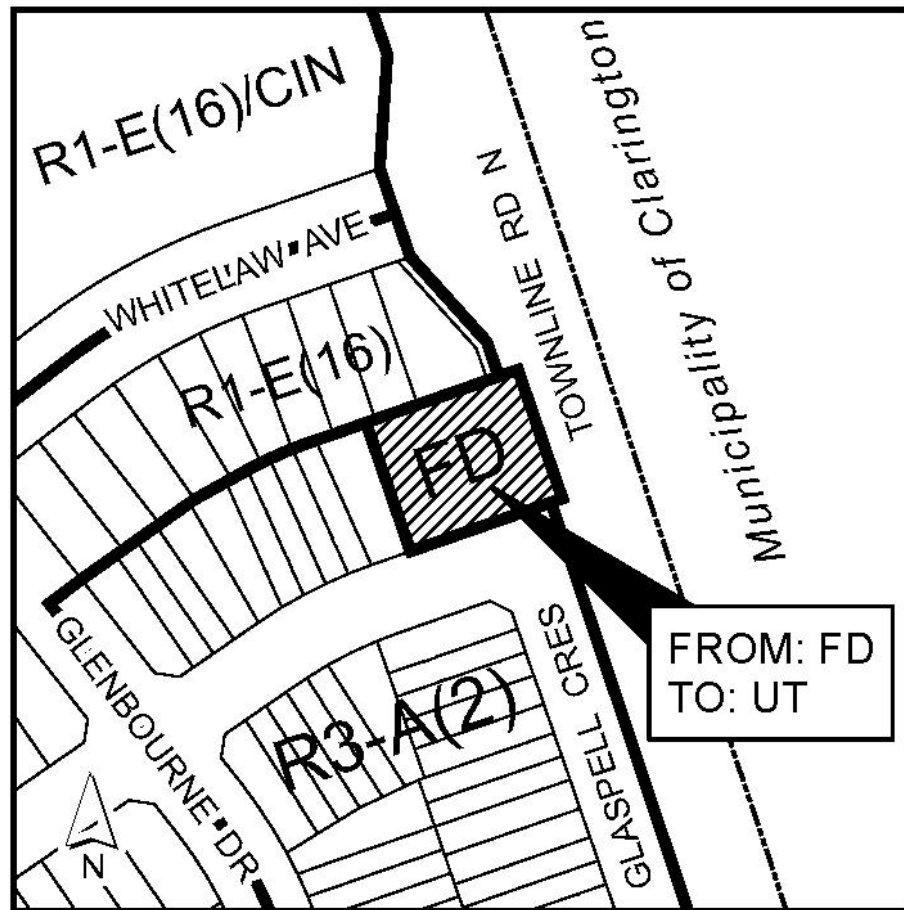 R1-E(16)/CIN
WHITELAW AVE
TOWNLINE RD N
Municipality of Clarington
R1-E(16)
FD
FROM: FD
TO: UT
GLENBOURNE DR
R3-A(2)
GLASPELL CRES
N